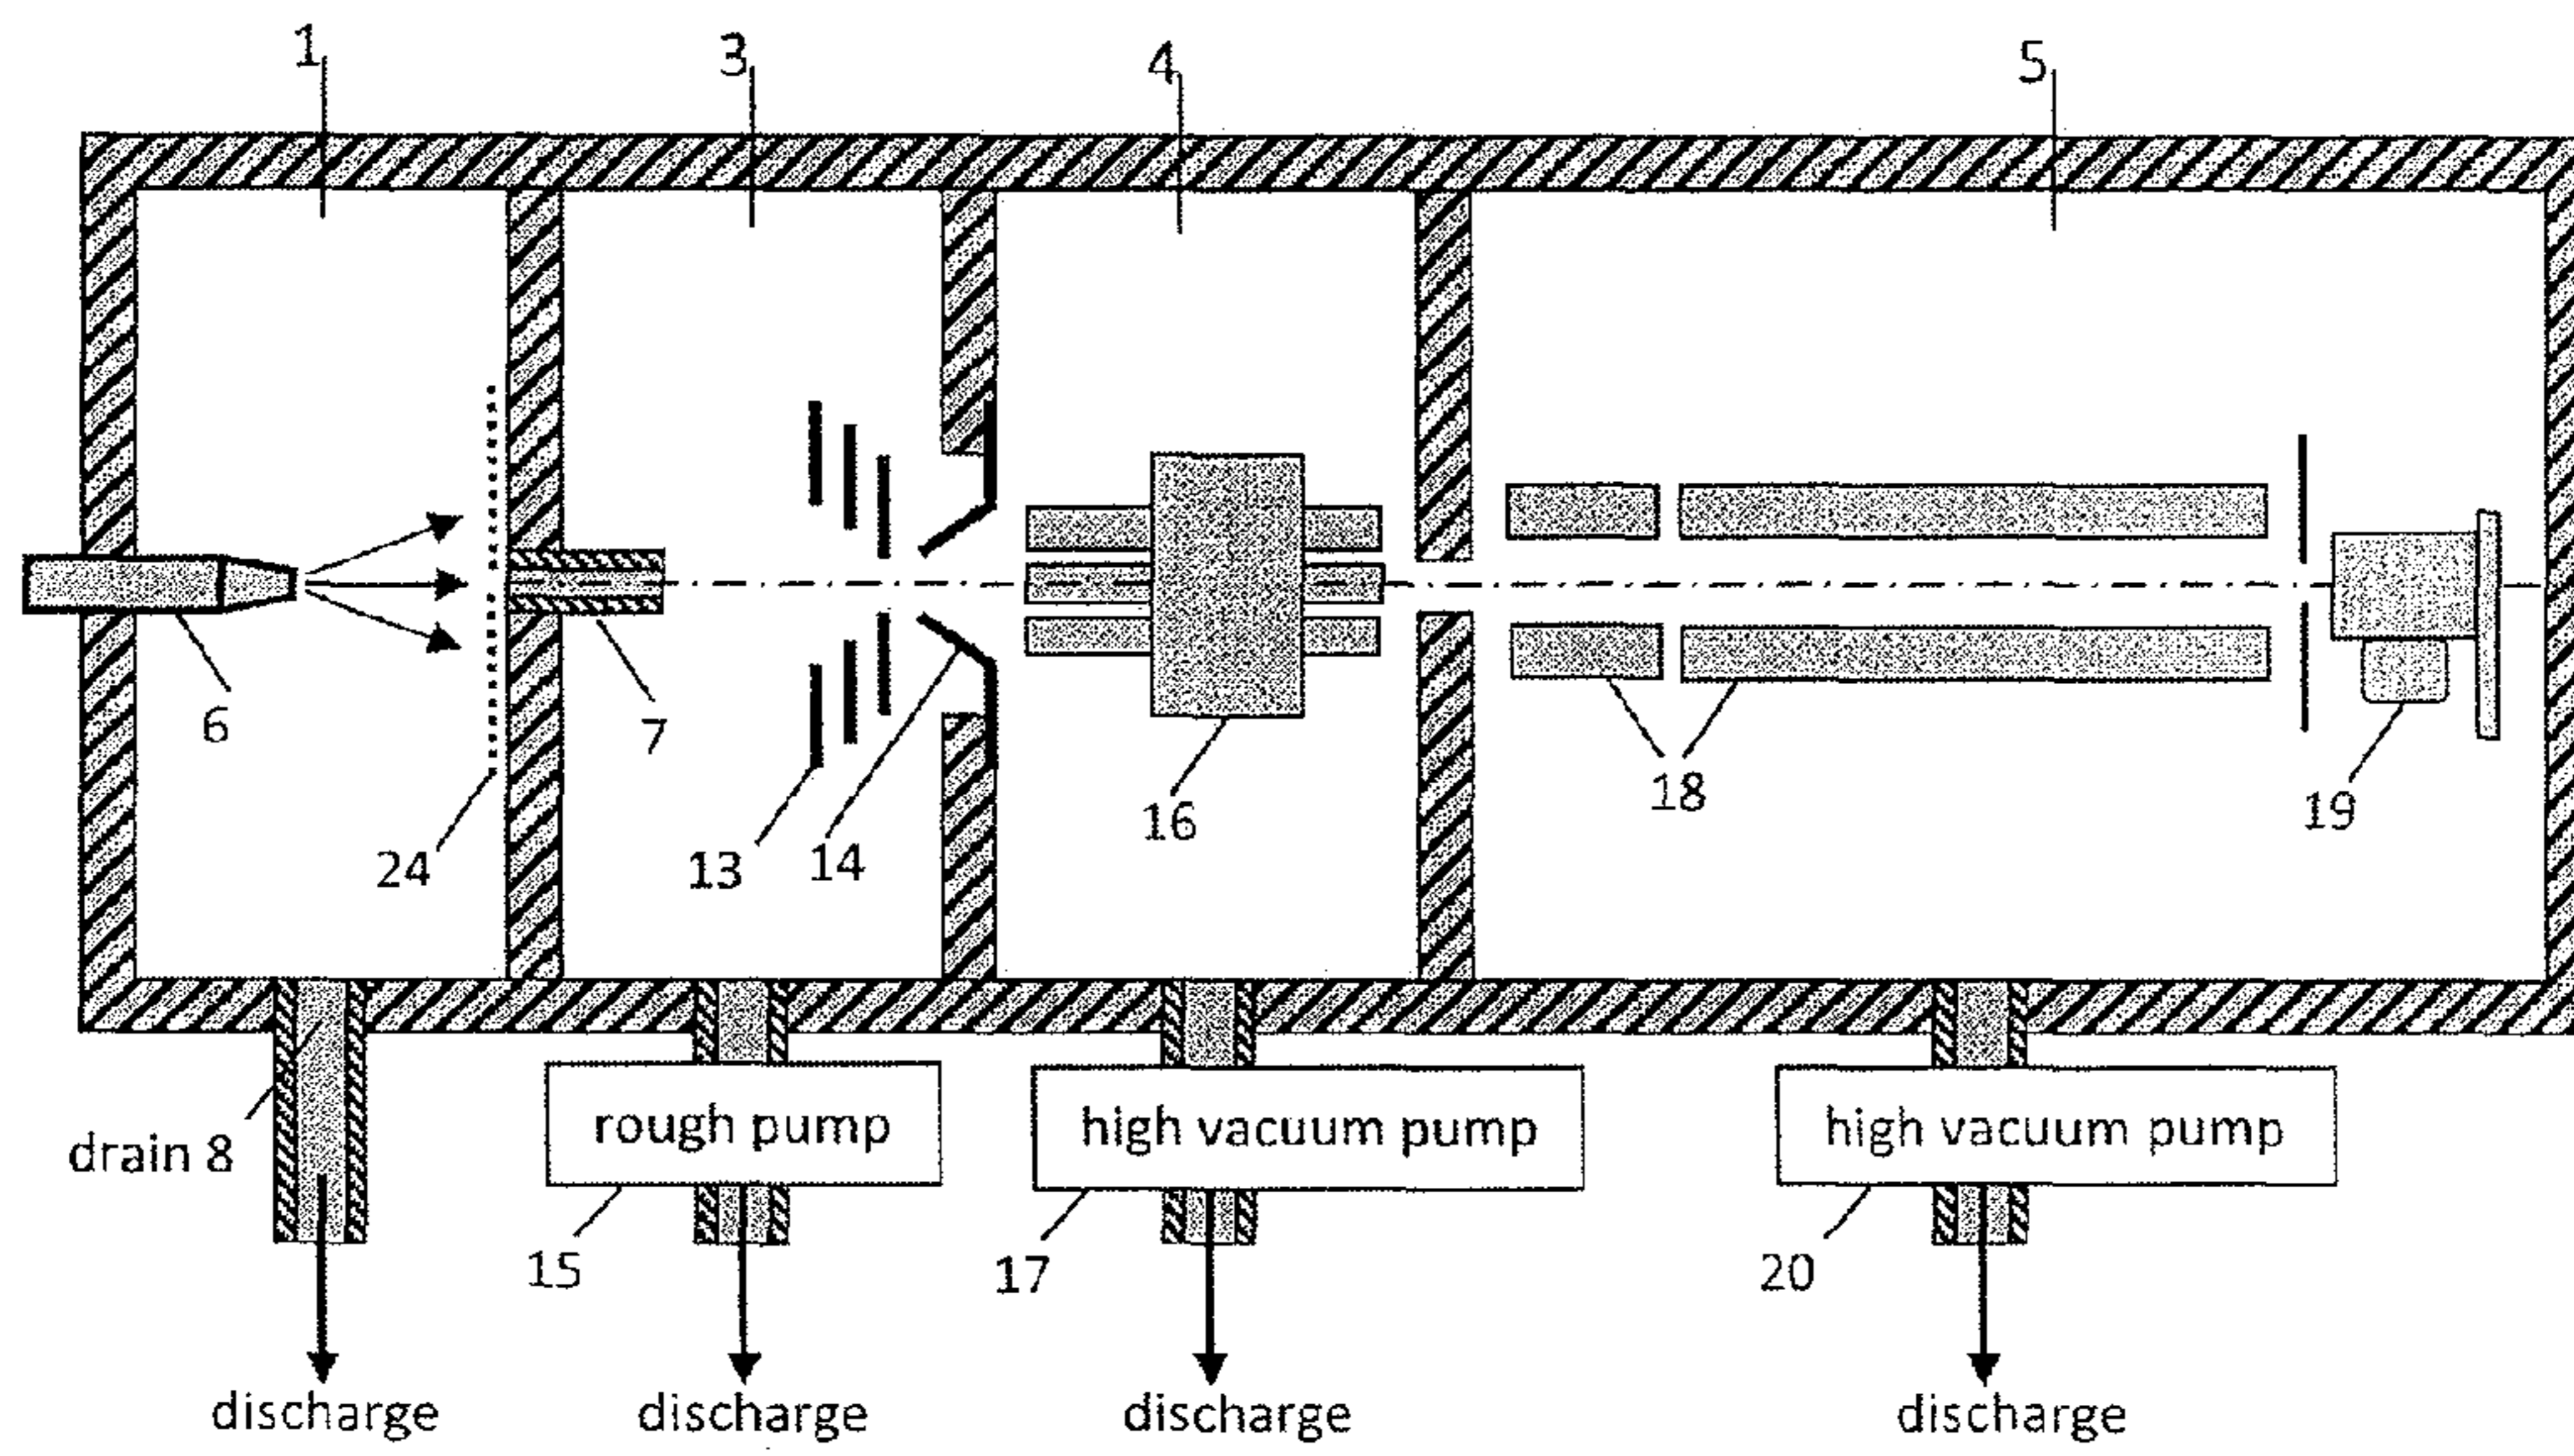 1 3 4 5
6 7 16 18 19
24 13 14
drain 8
rough pump high vacuum pump high vacuum pump
15 17 20
discharge discharge discharge discharge